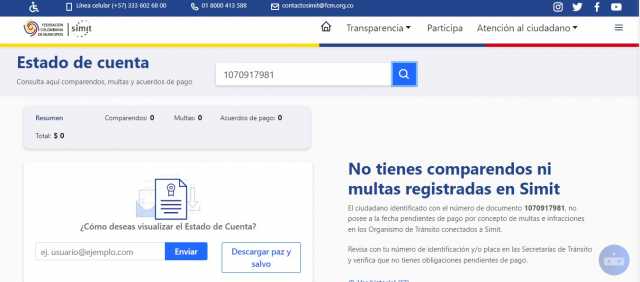 Línea celular (+57) 333 602 68 00 01 8000 413 588 contactosimit@fcm.org.co
FEDERACIÓN
COLOMBIANA
DE MUNICIPIOS simit Transparencia Participa Atención al ciudadano
Estado de cuenta
Consulta aquí comparendos, multas y acuerdos de pago
1070917981
Resumen Comparendos: 0 Multas: 0 Acuerdos de pago: 0
Total: $ 0
¿Cómo deseas visualizar el Estado de Cuenta?
ej. usuario@ejemplo.com Enviar Descargar paz y
salvo
No tienes comparendos ni
multas registradas en Simit
El ciudadano identificado con el número de documento 1070917981, no
posee a la fecha pendientes de pago por concepto de multas e infracciones
en los Organismo de Tránsito conectados a Simit.
Revisa con tu número de identificación y/o placa en las Secretarías de Tránsito
y verifica que no tienes obligaciones pendientes de pago.